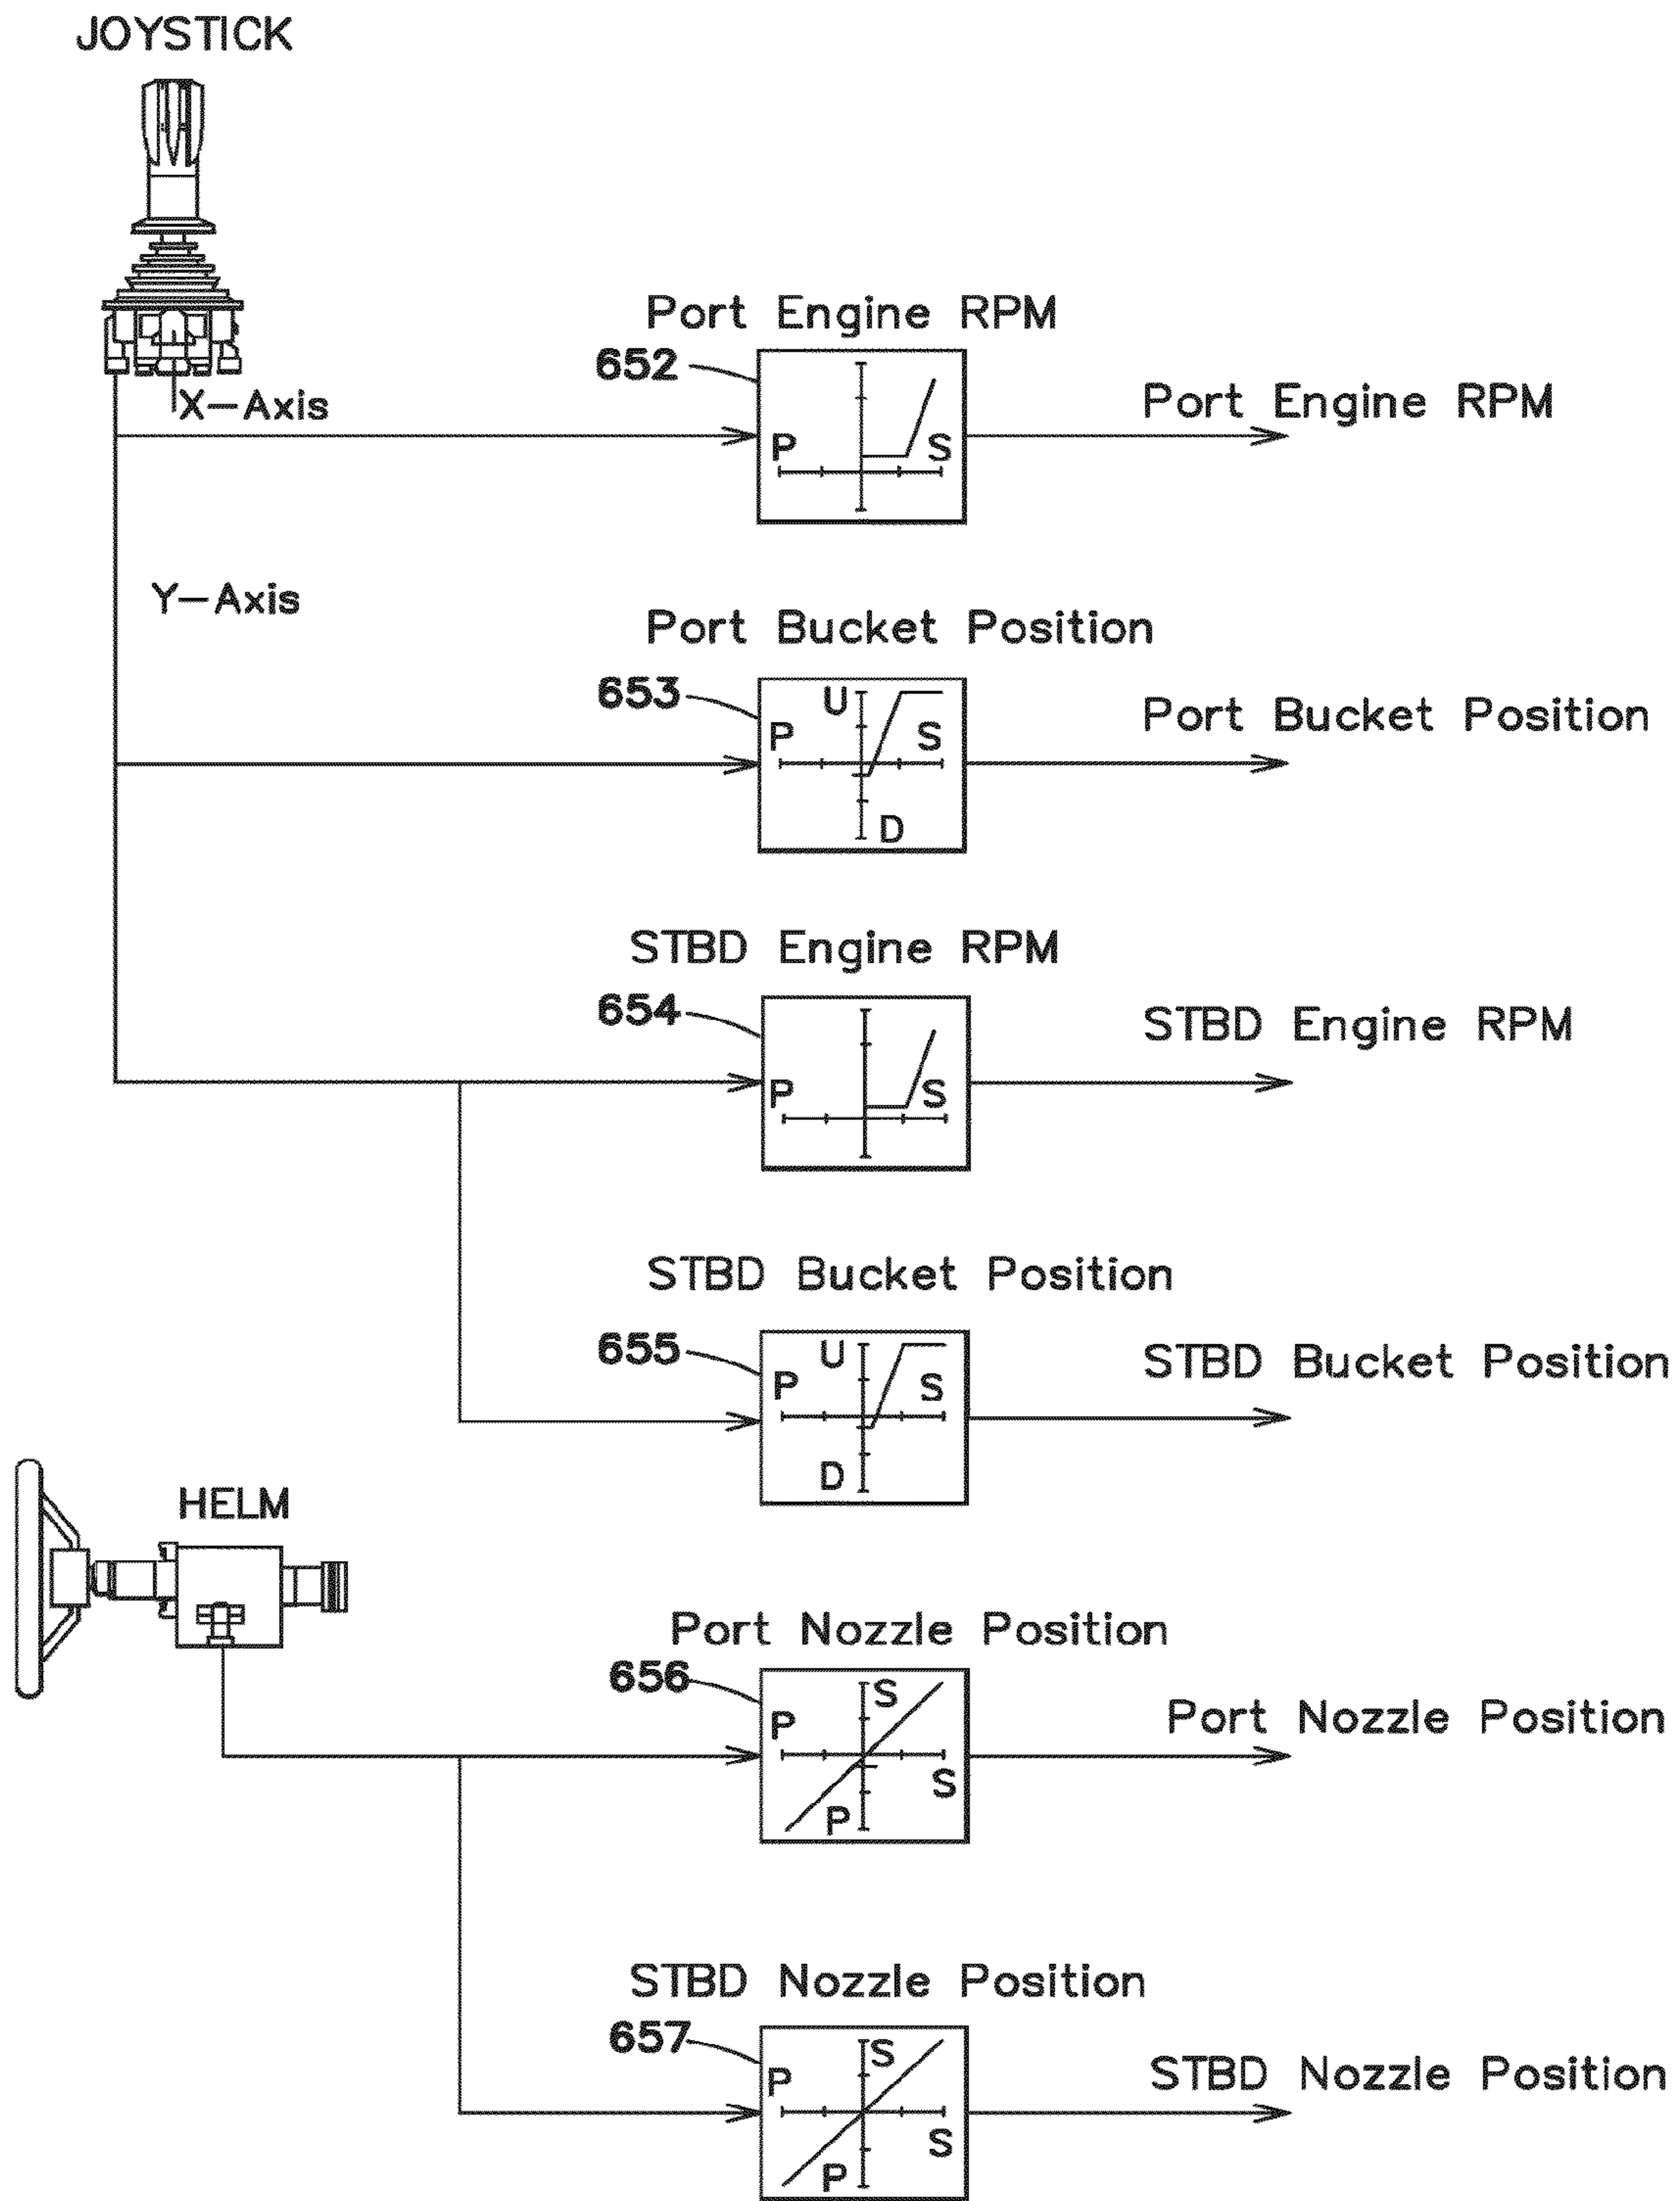 JOYSTICK
X-Axis
Port Engine RPM
652
P
S
Port Engine RPM
Y-Axis
Port Bucket Position
653
U
P
S
D
Port Bucket Position
STBD Engine RPM
654
P
S
STBD Engine RPM
STBD Bucket Position
655
U
P
S
D
STBD Bucket Position
HELM
Port Nozzle Position
656
S
P
S
P
Port Nozzle Position
STBD Nozzle Position
657
S
P
S
P
STBD Nozzle Position